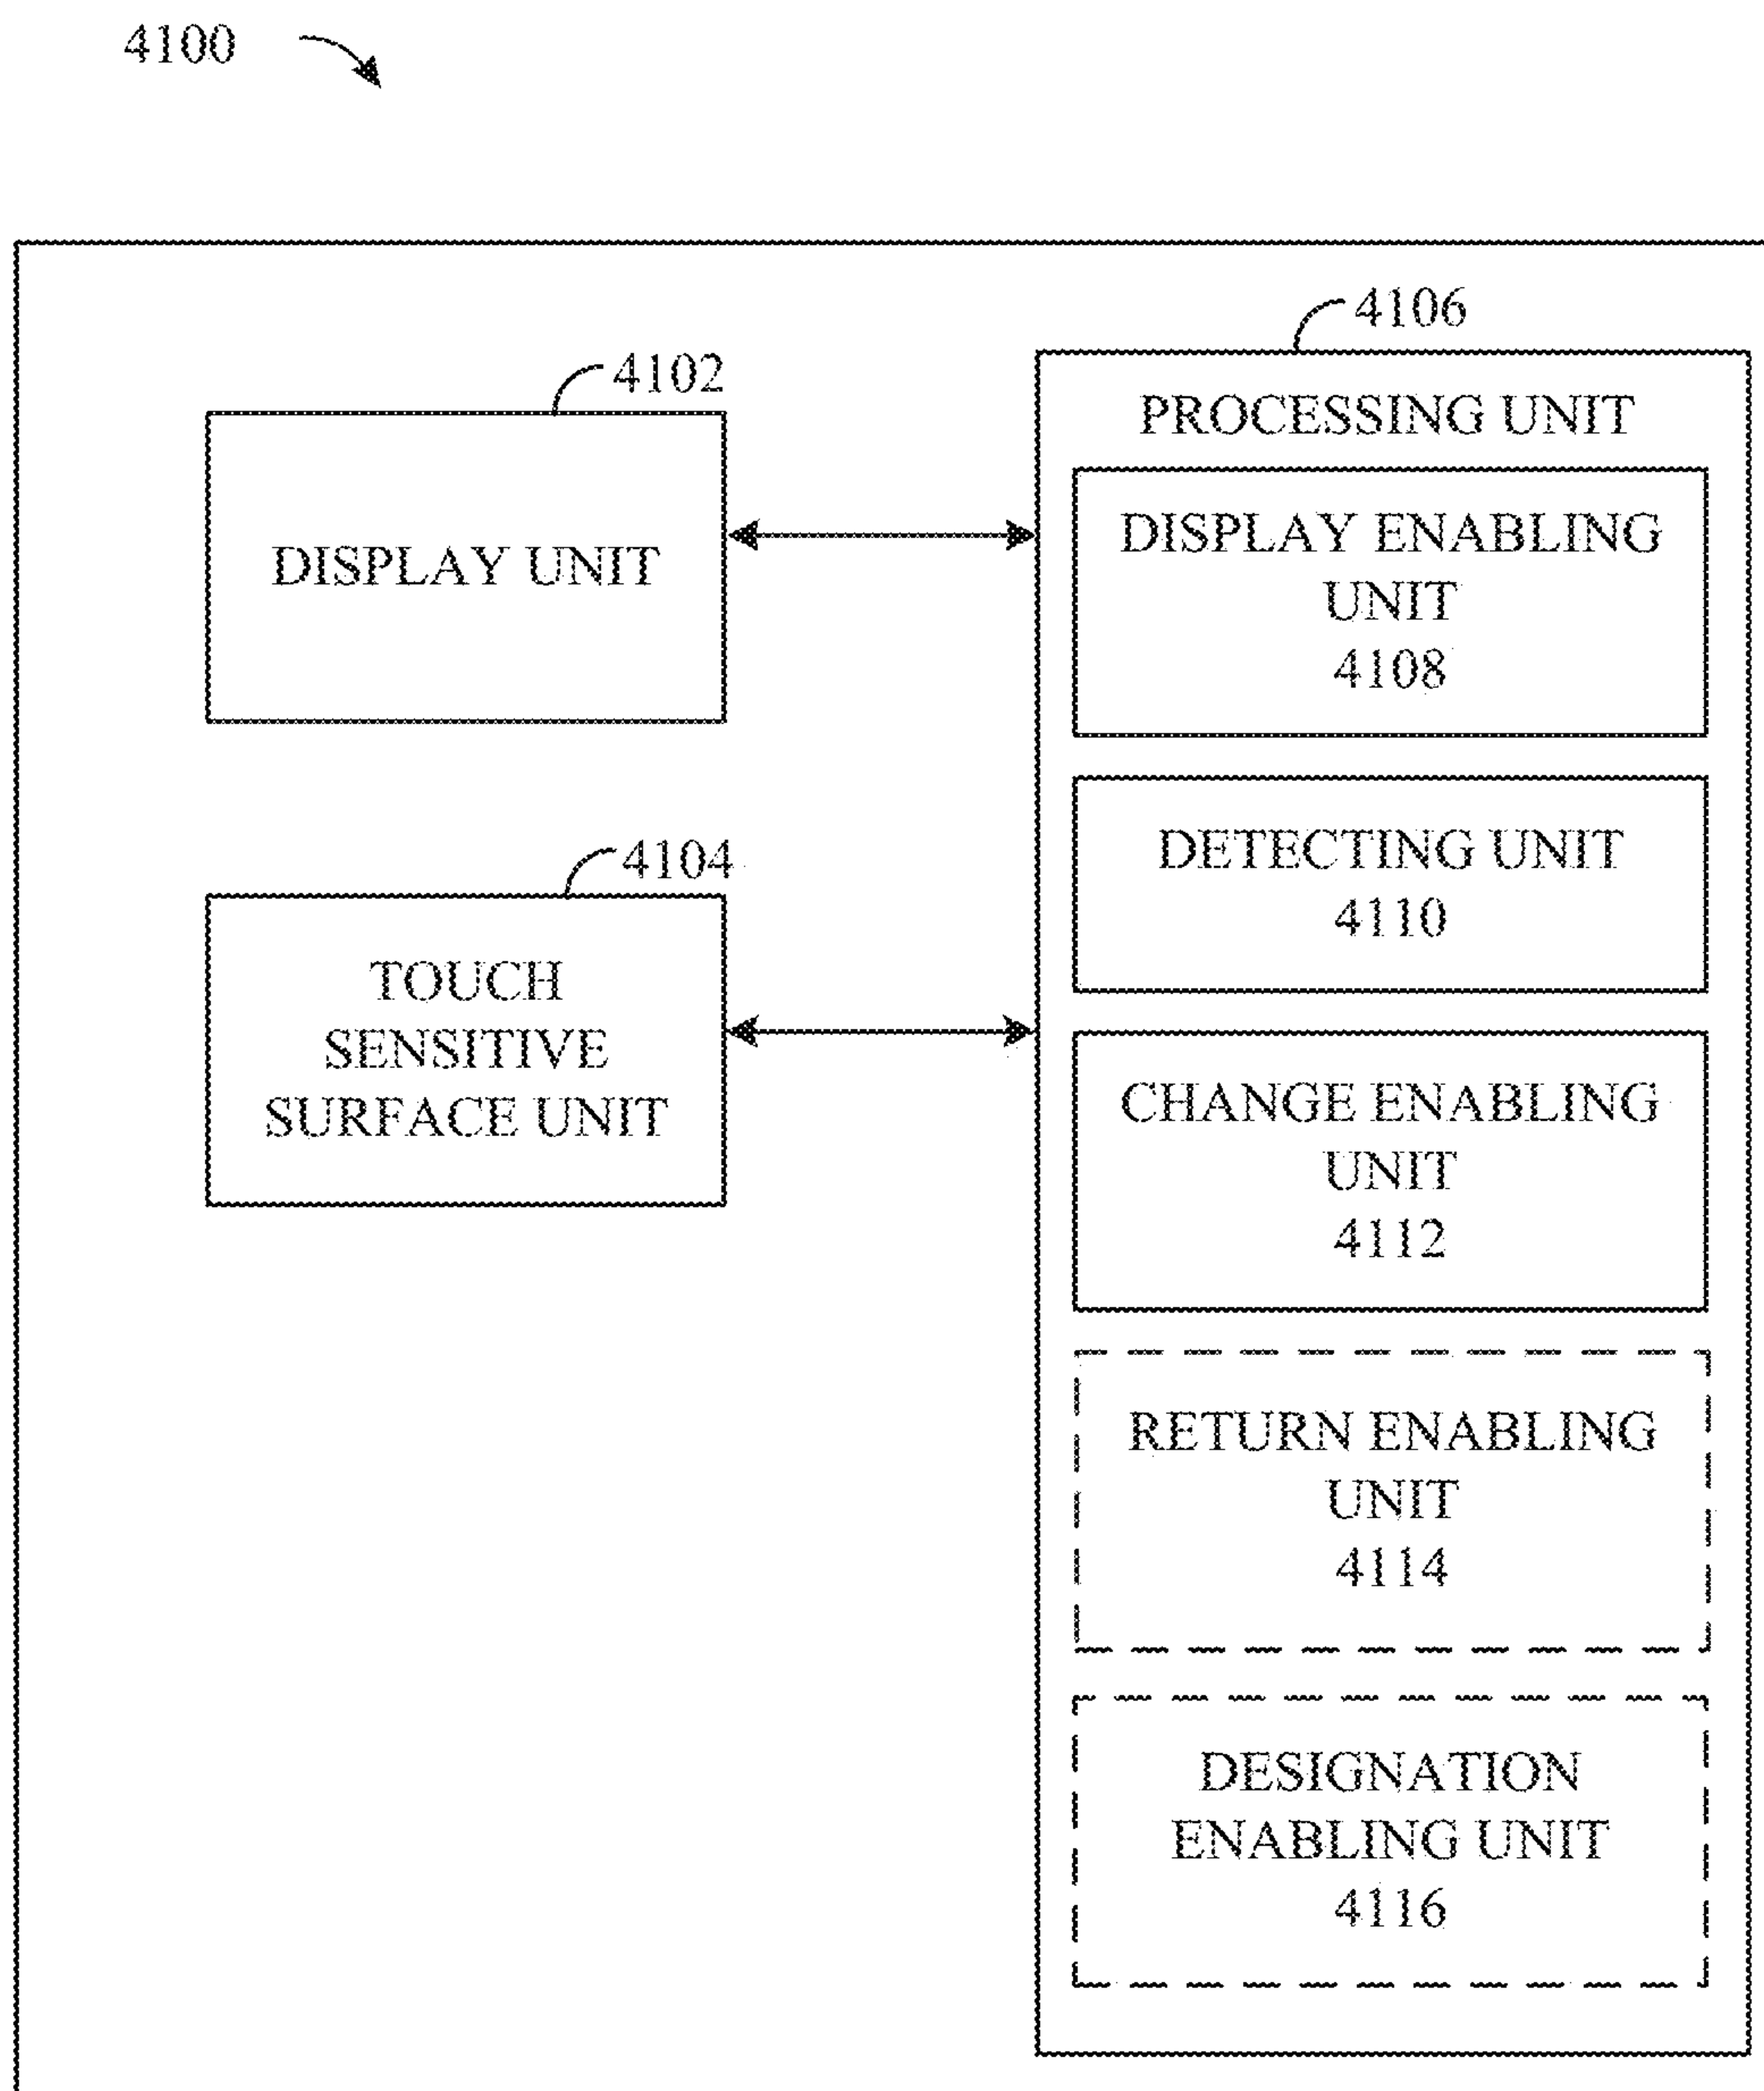 4100
4102
DISPLAY UNIT
4104
TOUCH
SENSITIVE
SURFACE UNIT
4106
PROCESSING UNIT
DISPLAY ENABLING
UNIT
4108
DETECTING UNIT
4110
CHANGE ENABLING
UNIT
4112
RETURN ENABLING
UNIT
4114
DESIGNATION
ENABLING UNIT
4116